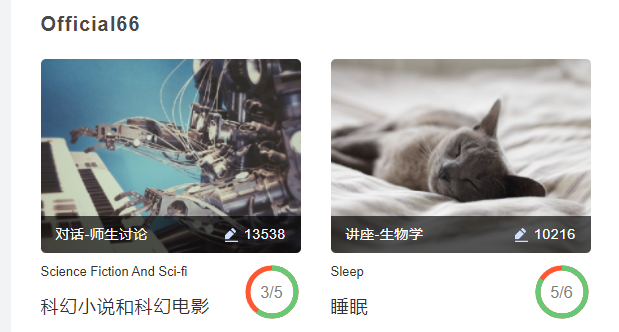 Official66
对话-师生讨论 13538
讲座-生物学 10216
Science Fiction And Sci-fi
科幻小说和科幻电影
3/5
Sleep
睡眠
5/6